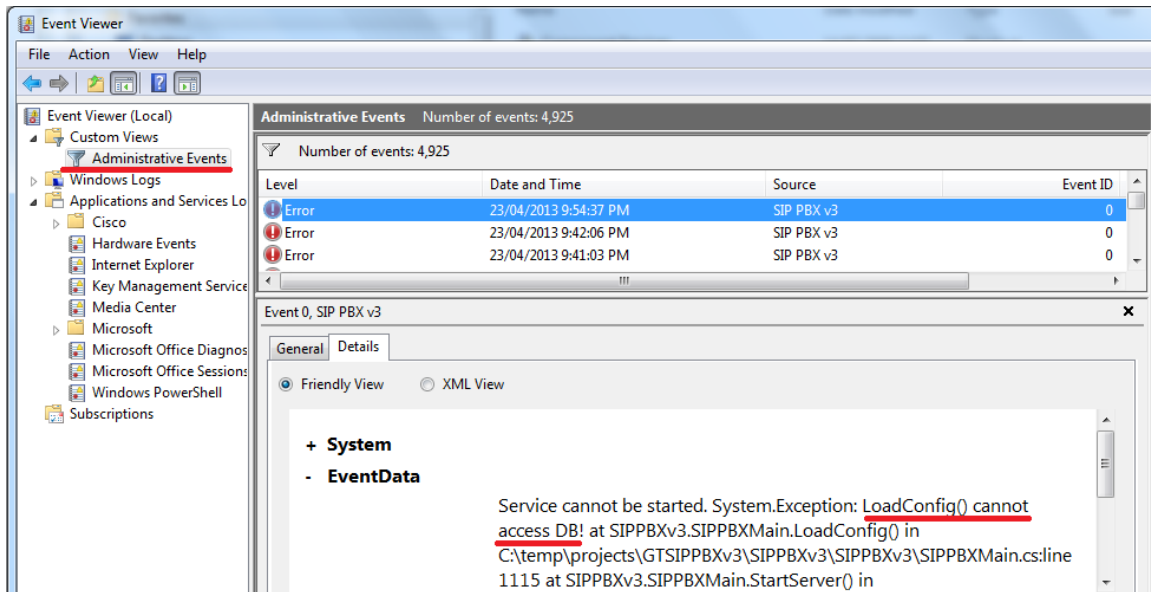 Event Viewer
File Action View Help
Event Viewer (Local)
Custom Views
Administrative Events
Windows Logs
Applications and Services Lo
Cisco
Hardware Events
Internet Explorer
Key Management Service
Media Center
Microsoft
Microsoft Office Diagnos
Microsoft Office Sessions
Windows PowerShell
Subscriptions
Administrative Events Number of events: 4,925
Number of events: 4,925
Level Date and Time Source Event ID
Error 23/04/2013 9:54:37 PM SIP PBX v3 0
Error 23/04/2013 9:42:06 PM SIP PBX v3 0
Error 23/04/2013 9:41:03 PM SIP PBX v3 0
Event 0, SIP PBX v3
General Details
Friendly View XML View
+ System
- EventData
Service cannot be started. System.Exception: LoadConfig() cannot
access DB! at SIPPBXv3.SIPPBXMain.LoadConfig() in
C:\temp\projects\GTSIPPBXv3\SIPPBXv3\SIPPBXv3\SIPPBXMain.cs:line
1115 at SIPPBXv3.SIPPBXMain.StartServer() in